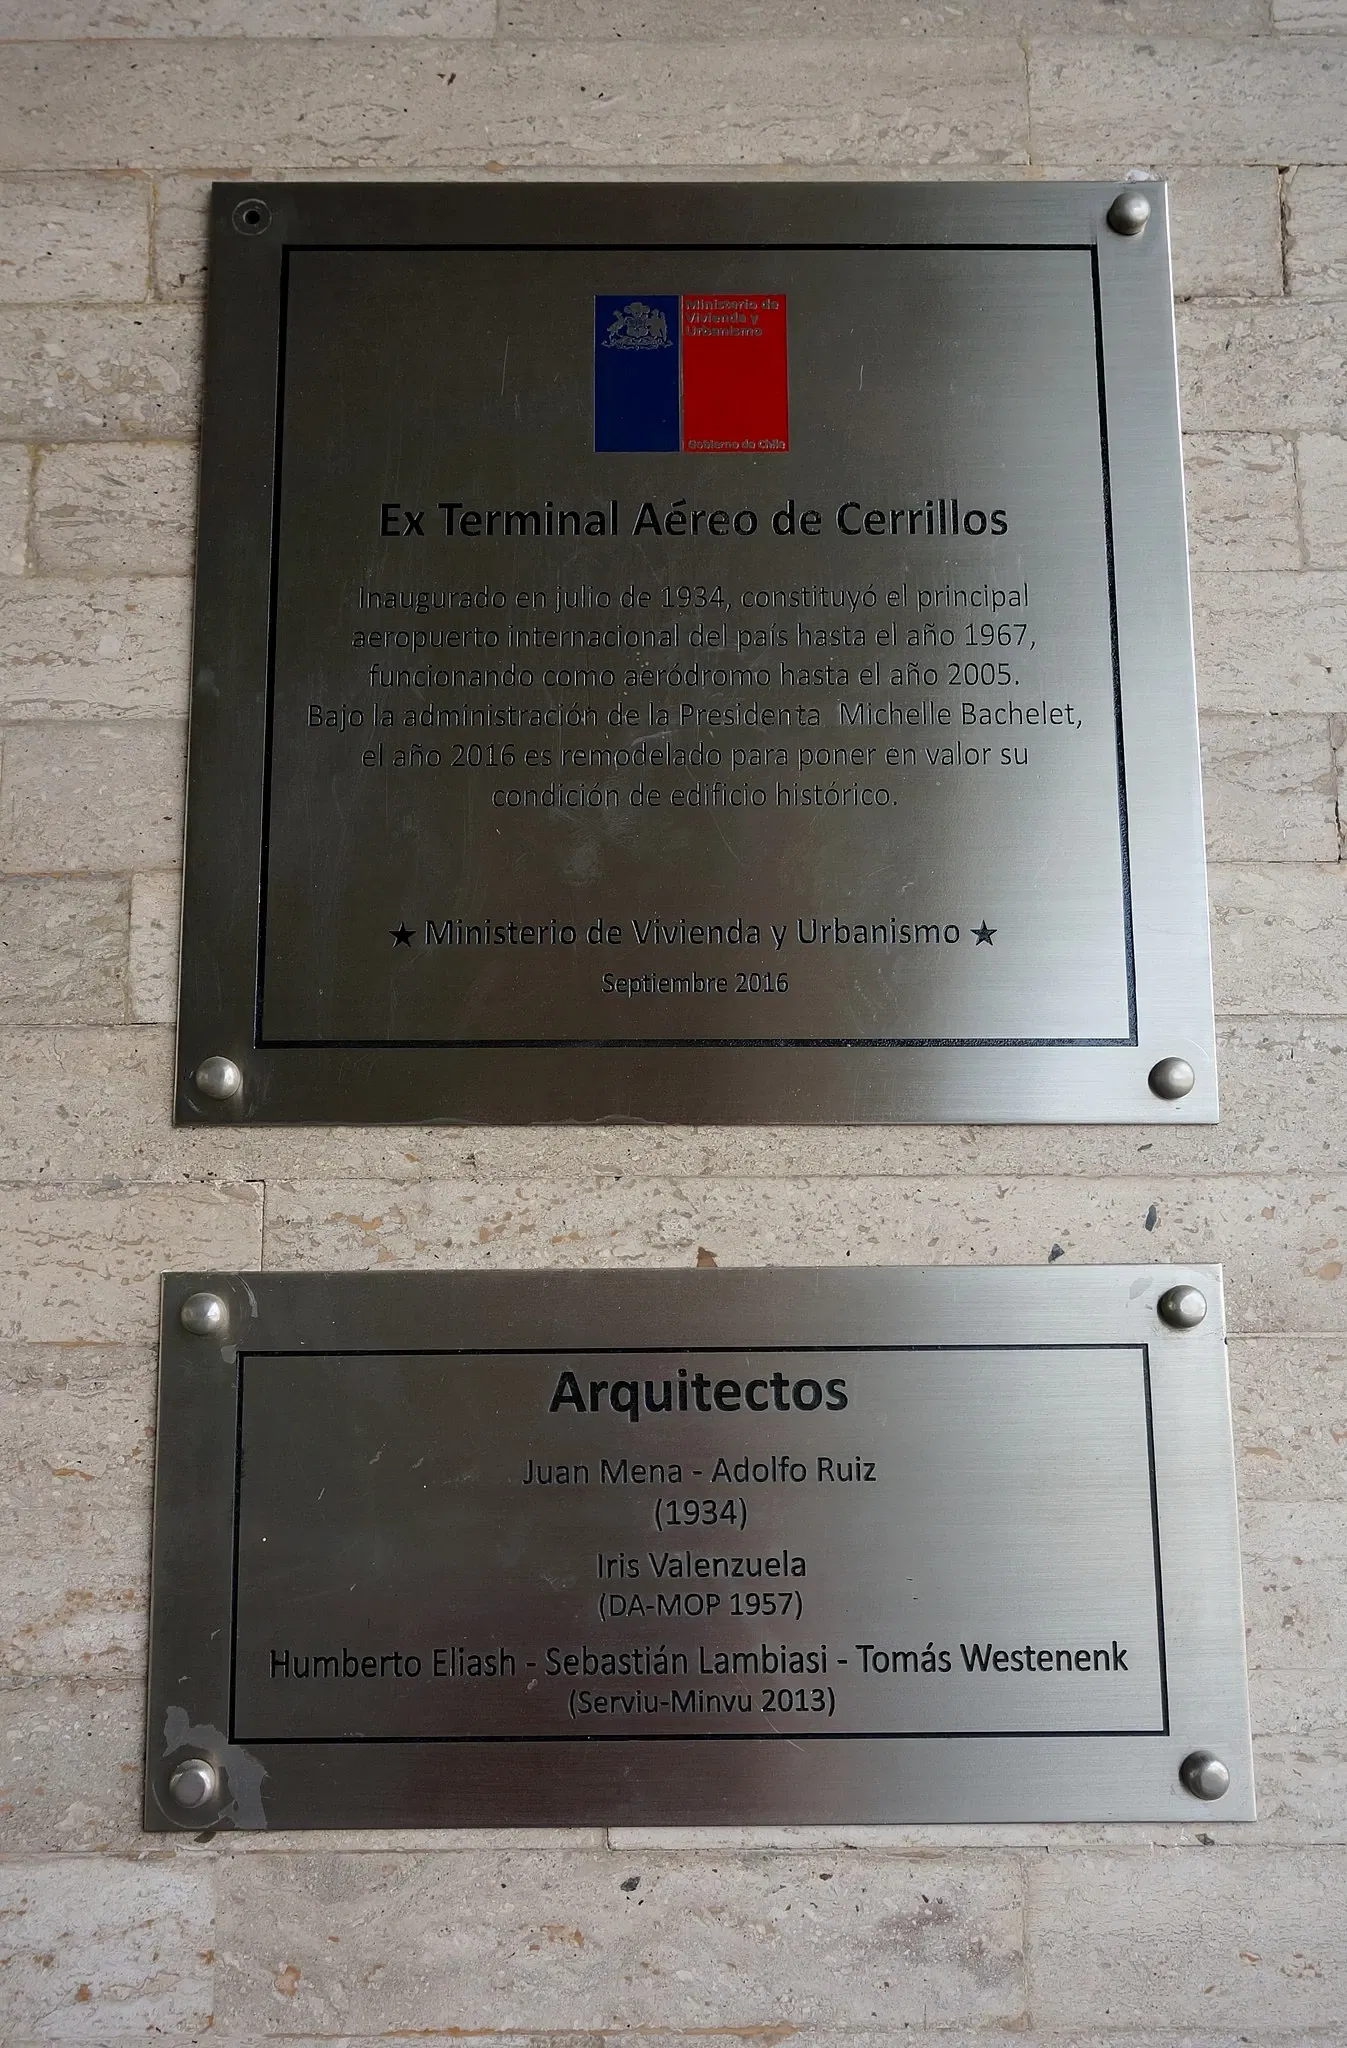 Ministerio de
Vivienda y
Urbanismo
Gobierno de Chile
Ex Terminal Aéreo de Cerrillos
Inaugurado en julio de 1934, constituyó el principal
aeropuerto internacional del país hasta el año 1967,
funcionando como aeródromo hasta el año 2005.
Bajo la administración de la Presidenta Michelle Bachelet,
el año 2016 es remodelado para poner en valor su
condición de edificio histórico.
★ Ministerio de Vivienda y Urbanismo ★
Septiembre 2016
Arquitectos
Juan Mena - Adolfo Ruiz
(1934)
Iris Valenzuela
(DA-MOP 1957)
Humberto Eliash - Sebastián Lambiasi - Tomás Westenenk
(Serviu-Minvu 2013)